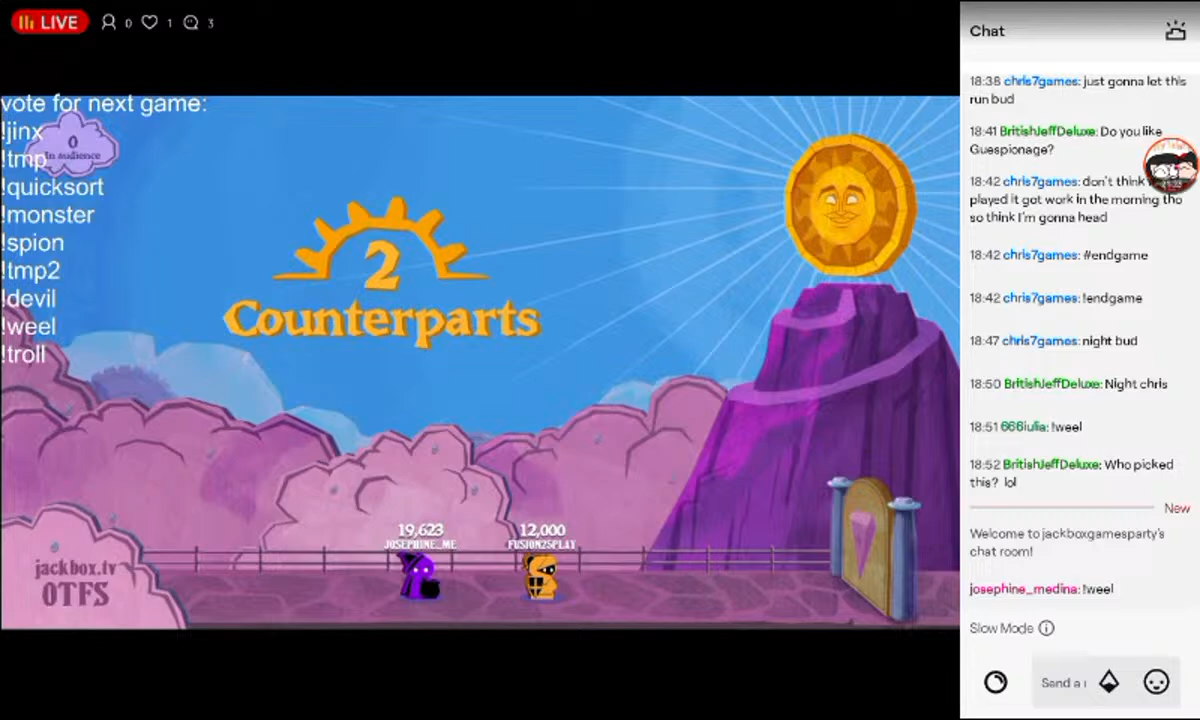 LIVE 0 1 3
vote for next game:
!jinx
!tmp
!quicksort
!monster
!spion
!tmp2
!devil
!weel
!troll
0
In audience
2
Counterparts
19,623
JOSEPHINE_ME
12,000
FUSION25PLAY
jackbox.tv
OTFS
Chat
18:38 chris7games: just gonna let this
run bud
18:41 BritishJeffDeluxe: Do you like
Guespionage?
18:42 chris7games: don't think
played it got work in the morning tho
so think I'm gonna head
18:42 chris7games: #endgame
18:42 chris7games: !endgame
18:47 chris7games: night bud
18:50 BritishJeffDeluxe: Night chris
18:51 666iulia: !weel
18:52 BritishJeffDeluxe: Who picked
this? lol
New
Welcome to jackboxgamesparty's
chat room!
josephine_medina: !weel
Slow Mode
Send a